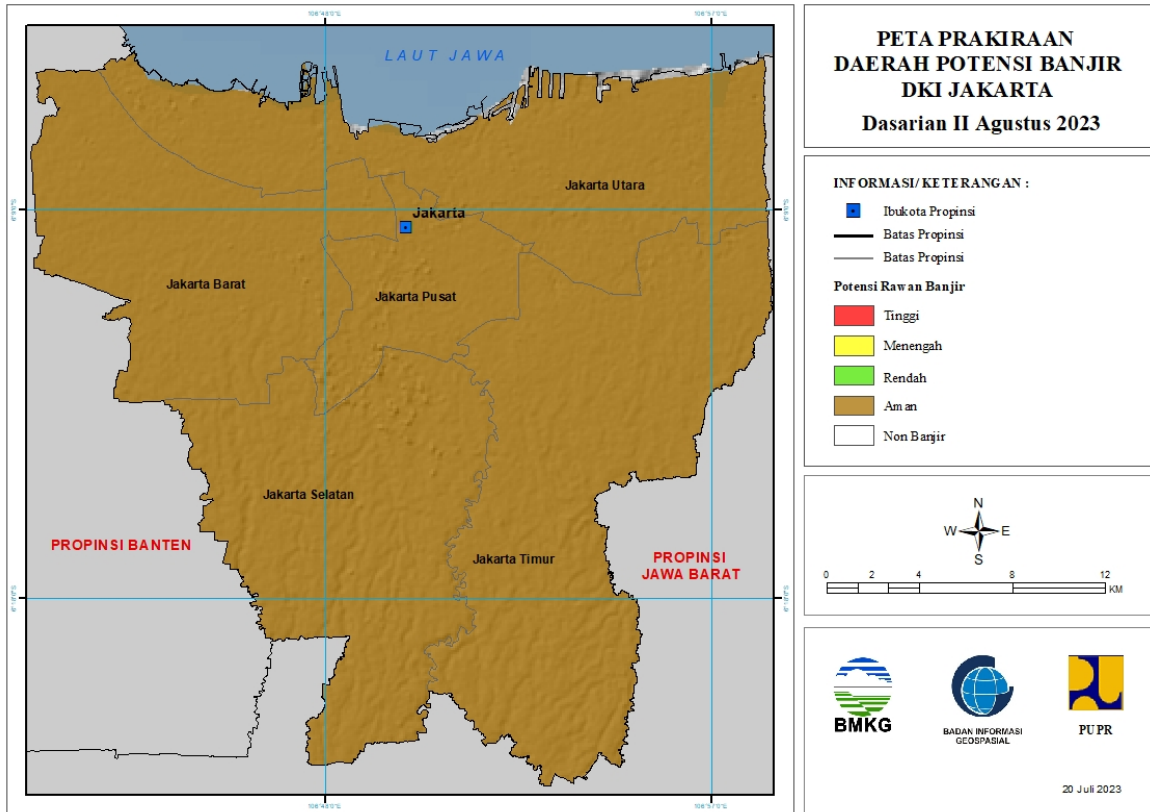 PETA PRAKIRAAN
DAERAH POTENSI BANJIR
DKI JAKARTA
Dasarian II Agustus 2023
INFORMASI/ KETERANGAN :
Ibukota Propinsi
Batas Propinsi
Batas Propinsi
Potensi Rawan Banjir
Tinggi
Menengah
Rendah
Aman
Non Banjir
N
W E
S
0 2 4 8 12
KM
BMKG
BADAN INFORMASI
GEOSPASIAL
PUPR
20 Juli 2023
LAUT JAWA
Jakarta Utara
Jakarta
Jakarta Barat
Jakarta Pusat
Jakarta Selatan
Jakarta Timur
PROPINSI BANTEN
PROPINSI
JAWA BARAT